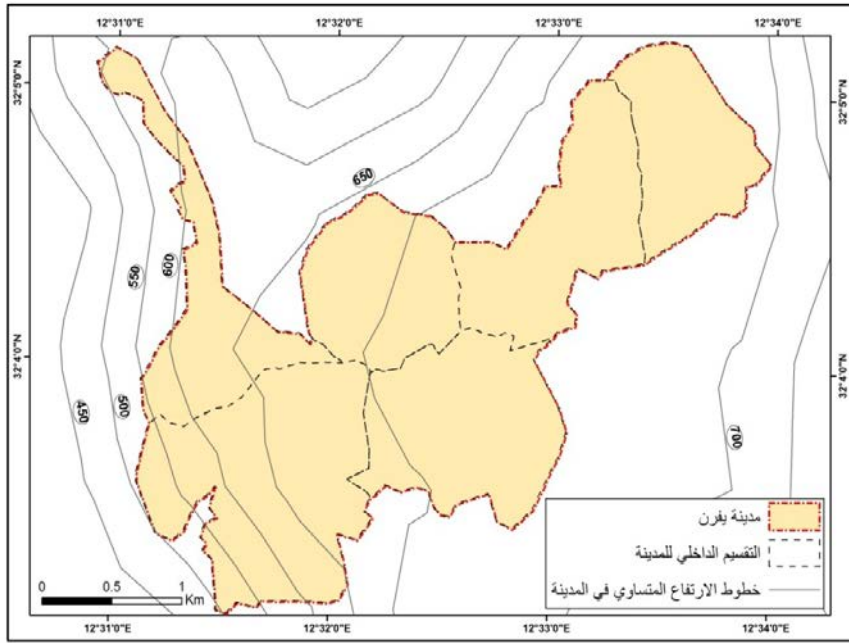 12°31'0"E 12°32'0"E 12°33'0"E 12°34'0"E
32°5'0"N 32°5'0"N
650
600
550
32°4'0"N 32°4'0"N
500
450
700
مدينة يفرن
التقسيم الداخلي للمدينة
خطوط الارتفاع المتساوي في المدينة
0 0.5 1
Km
12°31'0"E 12°32'0"E 12°33'0"E 12°34'0"E